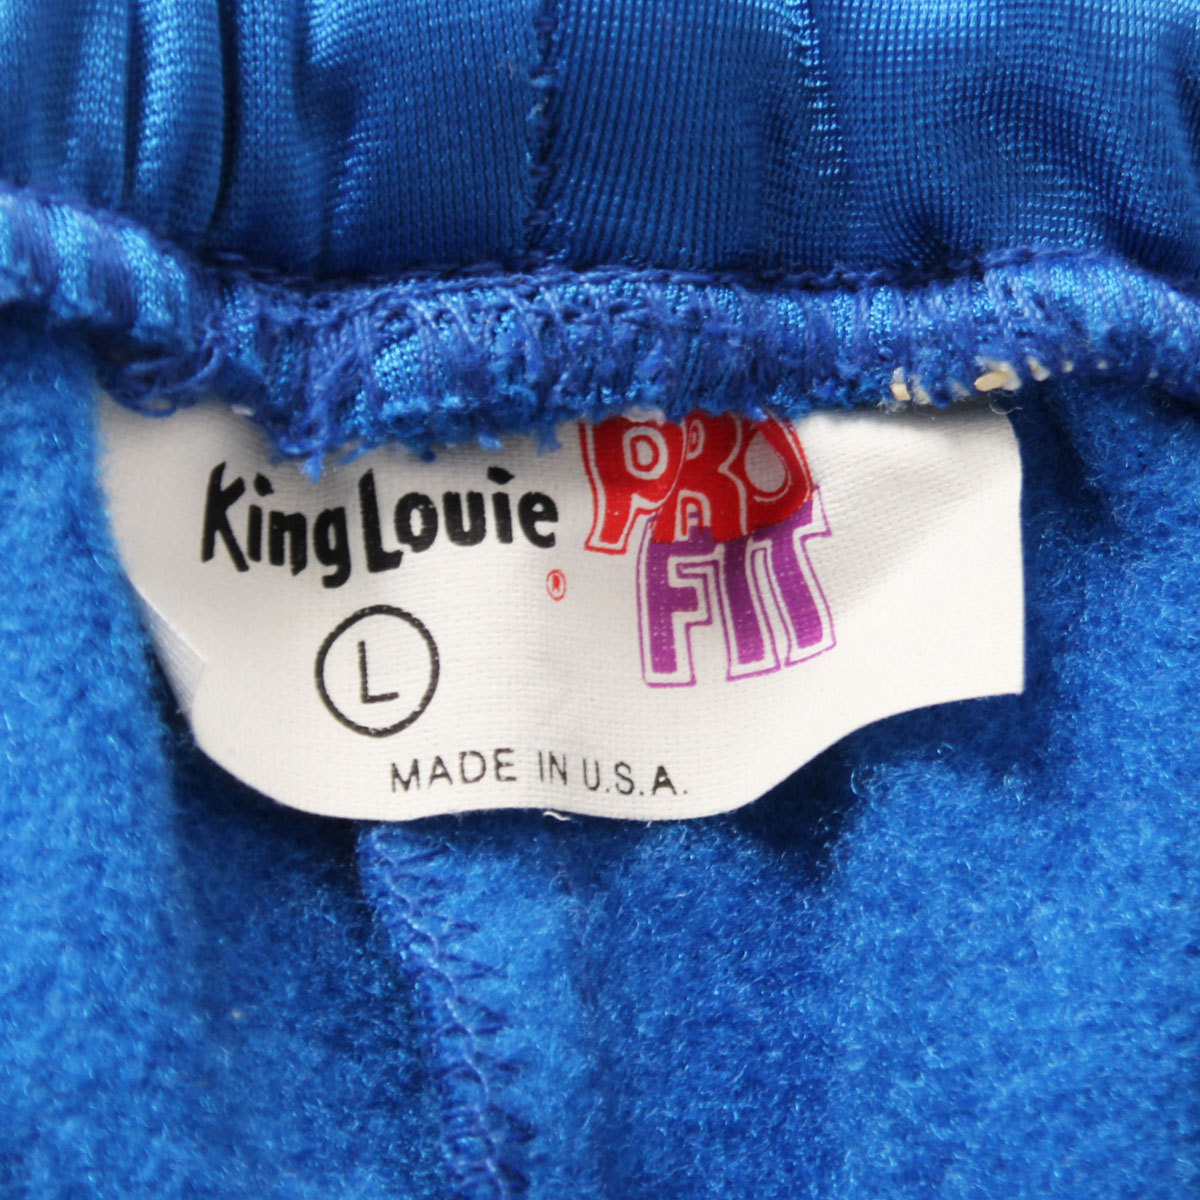 King Louie
PRO
FIT
®
L
MADE IN U.S.A.